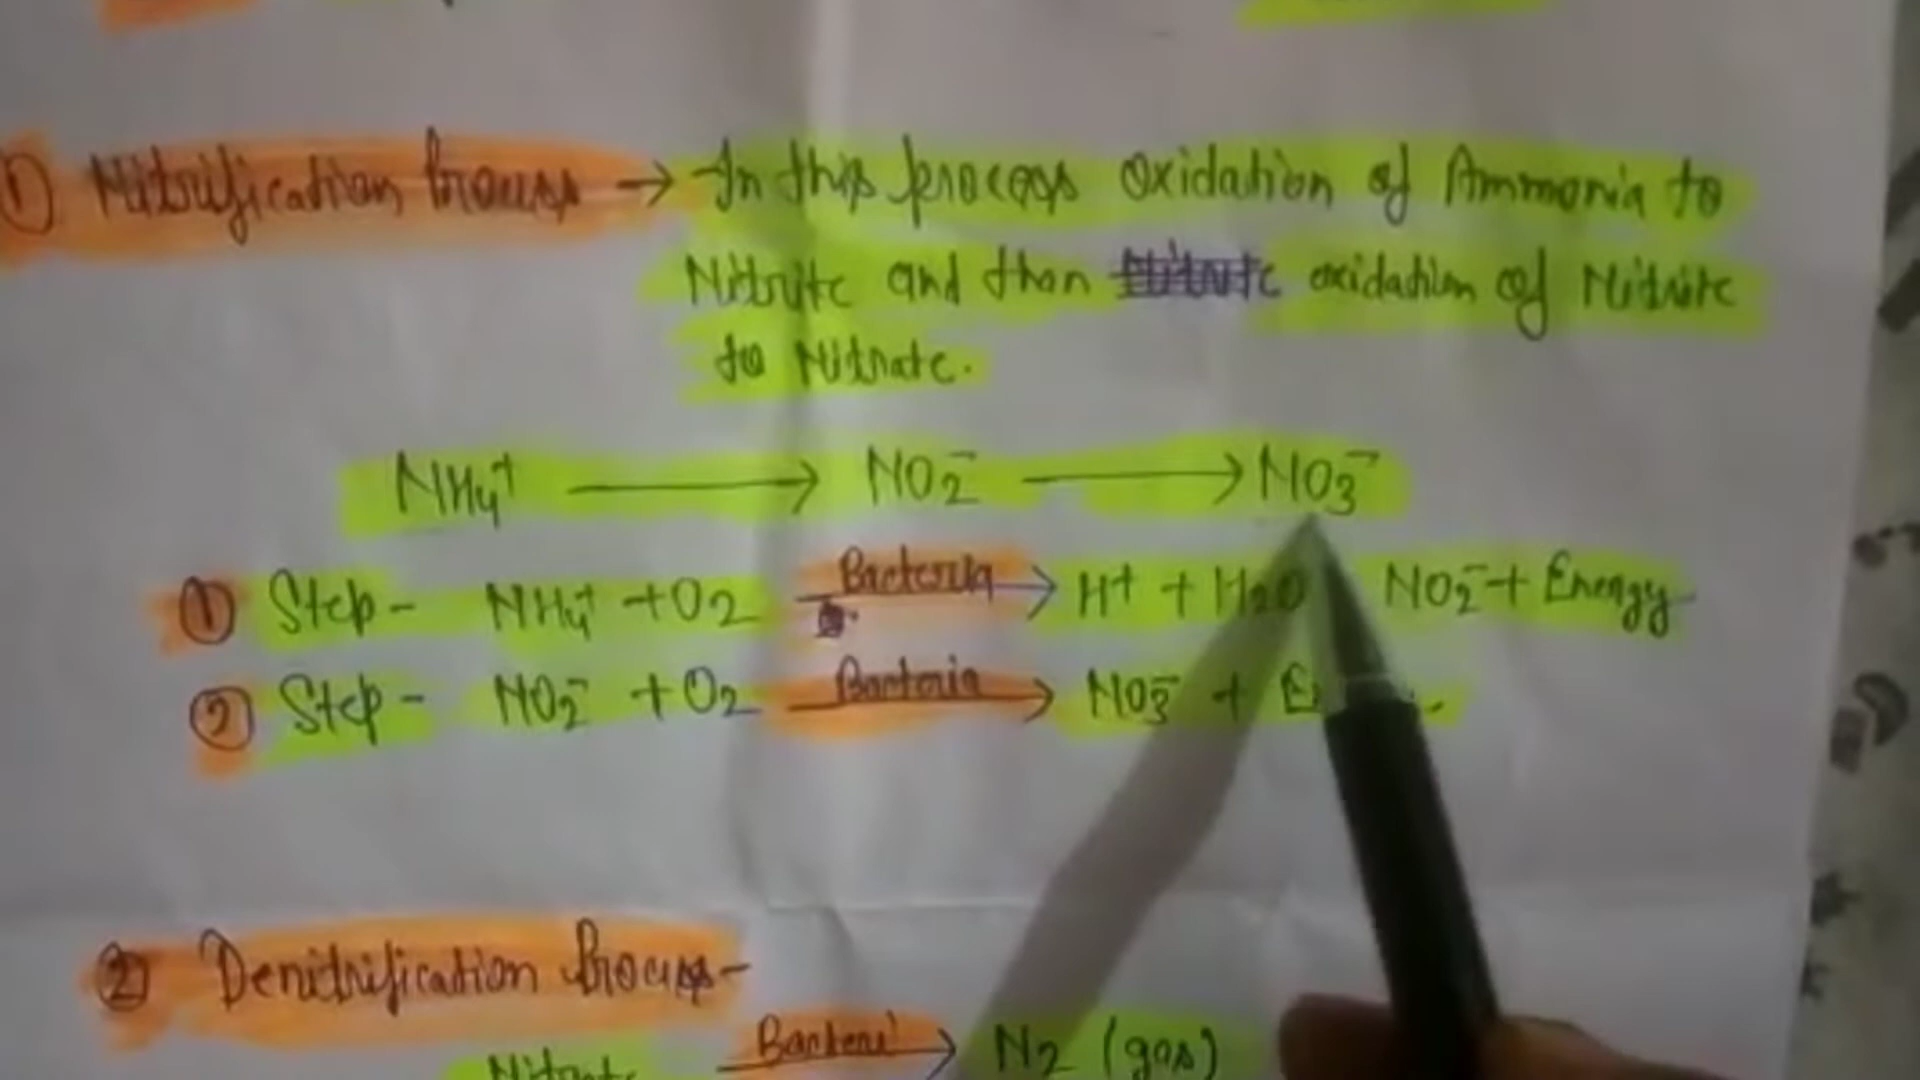 ① Nitrification Process → In this process oxidation of Ammonia to
Nitrite and than oxidation of Nitrite
to Nitrate.
NH₄⁺ → NO₂⁻ → NO₃⁻
① Step - NH₄⁺ + O₂ Bacteria → H⁺ + H₂O NO₂⁻ + Energy
② Step - NO₂⁻ + O₂ Bacteria → NO₃⁻ + E
② Denitrification Process -
Nitrate Bacteri → N₂ (gas)